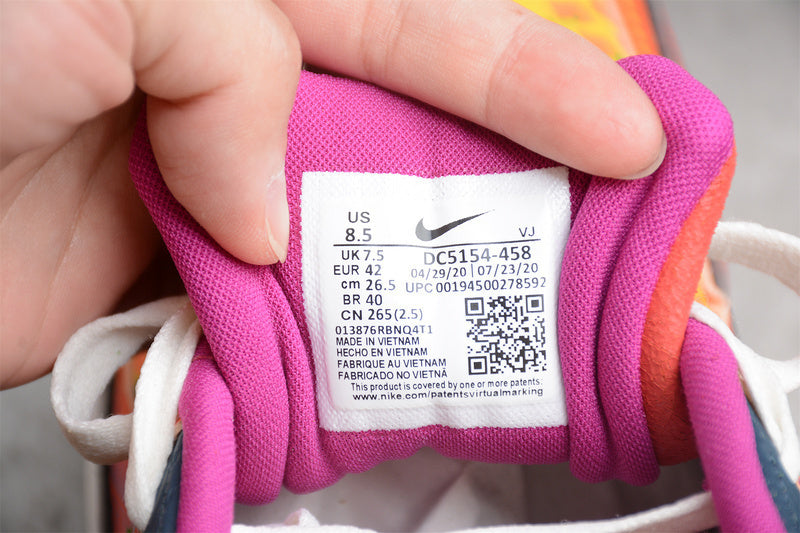 US
8.5
VJ
UK 7.5
DC5154-458
EUR 42
04/29/20 | 07/23/20
cm 26.5
UPC 00194500278592
BR 40
CN 265(2.5)
013876RBNQ4T1
MADE IN VIETNAM
HECHO EN VIETNAM
FABRIQUE AU VIETNAM
FABRICADO NO VIETNÃ
This product is covered by one or more patents:
www.nike.com/patentsvirtualmarking